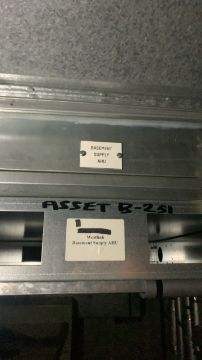 BASEMENT
SUPPLY
AHU
ASSET B-251
Basement Supply AHU